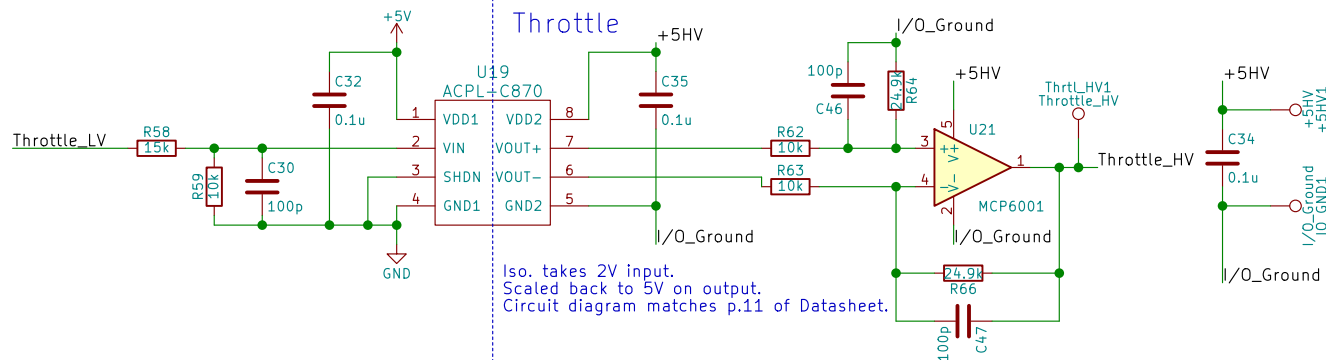 Throttle
+5V
C32
0.1u
U19
ACPL-C870
1
VDD1
VDD2
8
2
VIN
VOUT+
7
3
SHDN
VOUT-
6
4
GND1
GND2
5
Throttle_LV
R58
15k
R59
10k
C30
100p
GND
+5HV
C35
0.1u
I/O_Ground
Iso. takes 2V input.
Scaled back to 5V on output.
Circuit diagram matches p.11 of Datasheet.
R62
10k
R63
10k
I/O_Ground
100p
C46
24.9k
R64
+5HV
5
U21
3
+
V+
1
4
-
V-
2
MCP6001
I/O_Ground
Thrtl_HV1
Throttle_HV
Throttle_HV
24.9k
R66
100p
C47
+5HV
+5HV
+5HV1
C34
0.1u
I/O_Ground
IO_GND1
I/O_Ground